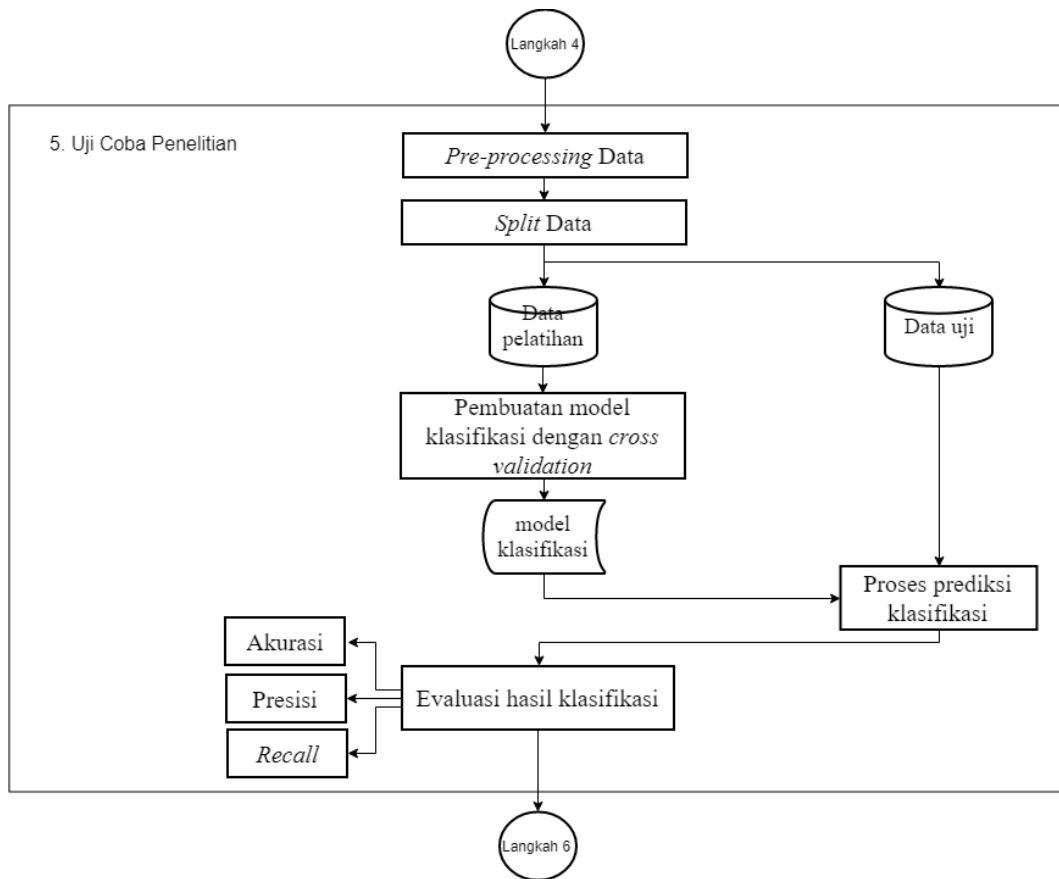 Langkah 4
5. Uji Coba Penelitian
Pre-processing Data
Split Data
Data
pelatihan
Data uji
Pembuatan model
klasifikasi dengan cross
validation
model
klasifikasi
Proses prediksi
klasifikasi
Akurasi
Presisi
Recall
Evaluasi hasil klasifikasi
Langkah 6